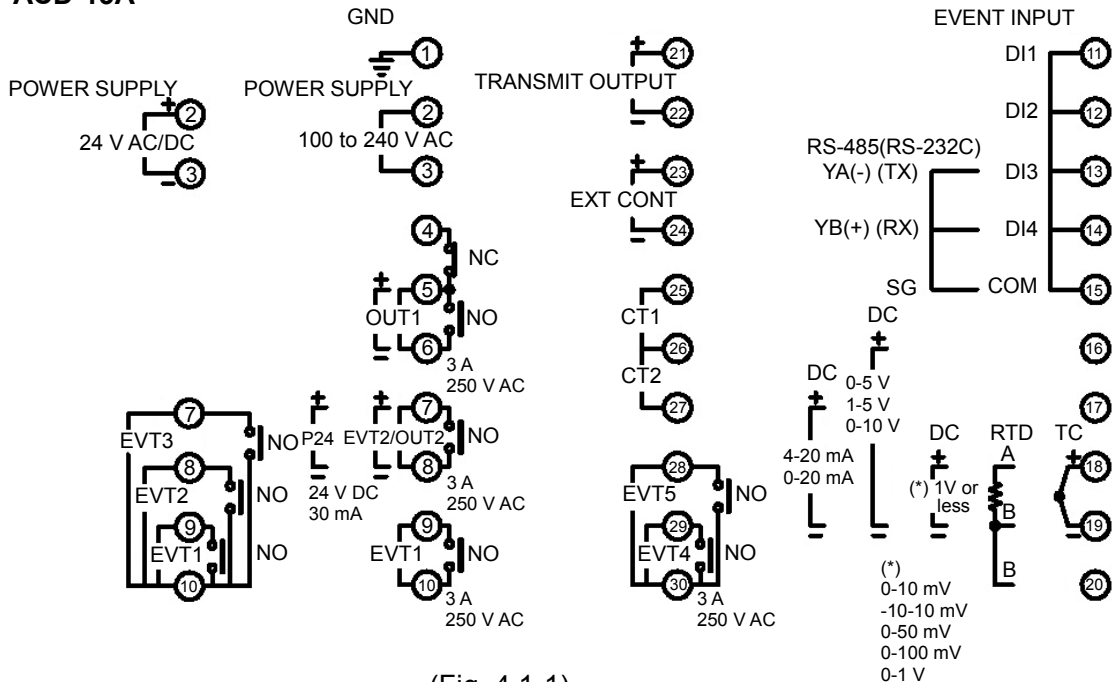 GND
1
POWER SUPPLY
+
2
24 V AC/DC
3
−
POWER SUPPLY
2
100 to 240 V AC
3
4
NC
+
5
OUT1
NO
−
6
3 A
250 V AC
7
EVT3
NO
8
EVT2
NO
9
EVT1
NO
10
+
P24
−
24 V DC
30 mA
+
7
EVT2/OUT2
NO
−
8
3 A
250 V AC
9
EVT1
NO
10
3 A
250 V AC
+
21
TRANSMIT OUTPUT
−
22
+
23
EXT CONT
−
24
25
CT1
26
CT2
27
28
EVT5
NO
29
EVT4
NO
30
3 A
250 V AC
EVENT INPUT
DI1
11
DI2
12
RS-485(RS-232C)
YA(-) (TX)
DI3
13
YB(+) (RX)
DI4
14
SG
COM
15
16
17
DC
+
4-20 mA
0-20 mA
−
DC
+
0-5 V
1-5 V
0-10 V
−
DC
+
(*) 1V or
less
−
RTD
A
B
B
TC
+
18
−
19
20
(*)
0-10 mV
-10-10 mV
0-50 mV
0-100 mV
0-1 V